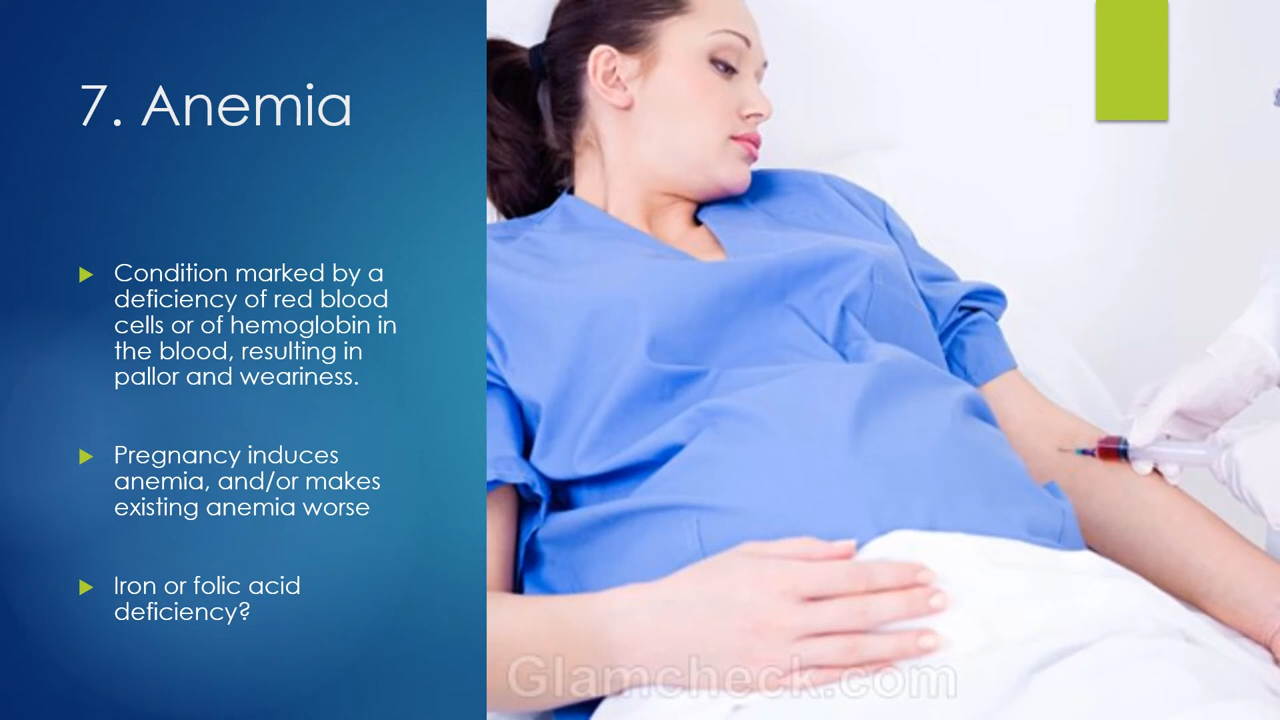 7. Anemia
Condition marked by a
deficiency of red blood
cells or of hemoglobin in
the blood, resulting in
pallor and weariness.
Pregnancy induces
anemia, and/or makes
existing anemia worse
Iron or folic acid
deficiency?
Glamcheck.com